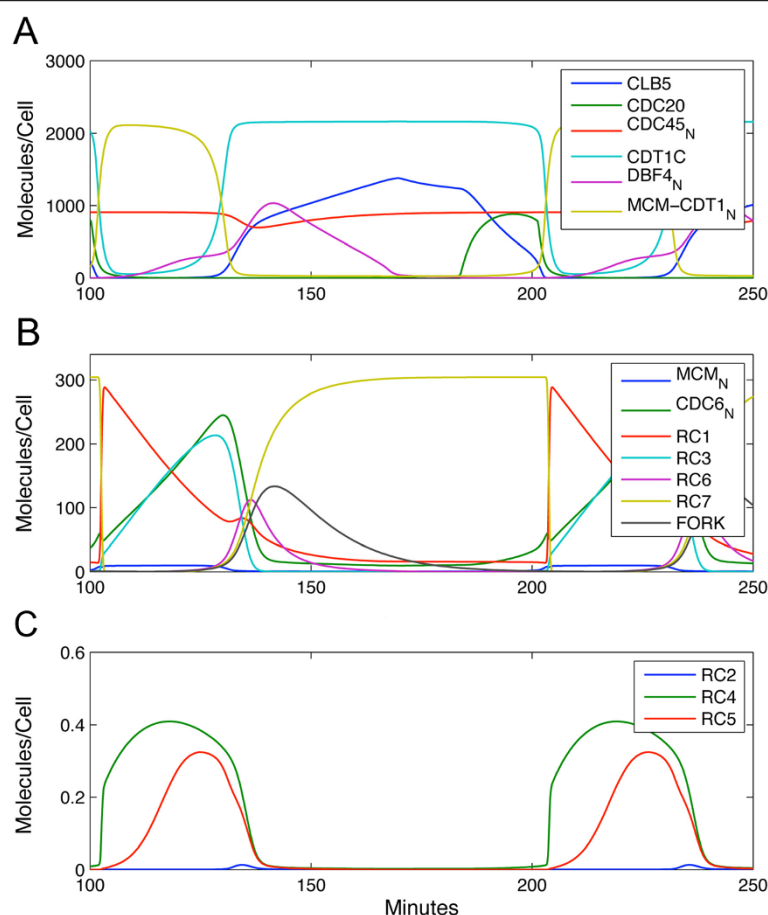 A
Molecules/Cell
3000
2000
1000
0
100
150
200
250
CLB5
CDC20
CDC45N
CDT1C
DBF4N
MCM-CDT1N
B
Molecules/Cell
300
200
100
0
100
150
200
250
MCMN
CDC6N
RC1
RC3
RC6
RC7
FORK
C
Molecules/Cell
0.6
0.4
0.2
0
100
150
200
250
RC2
RC4
RC5
Minutes